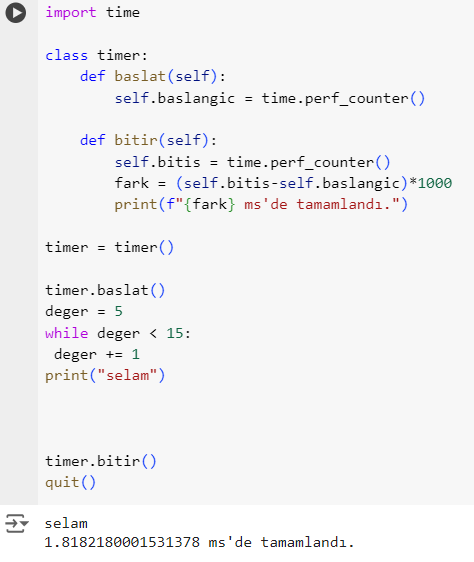 import time
class timer:
    def baslat(self):
        self.baslangic = time.perf_counter()
    def bitir(self):
        self.bitis = time.perf_counter()
        fark = (self.bitis-self.baslangic)*1000
        print(f"{fark} ms'de tamamlandı.")
timer = timer()
timer.baslat()
deger = 5
while deger < 15:
 deger += 1
print("selam")
timer.bitir()
quit()
selam
1.8182180001531378 ms'de tamamlandı.